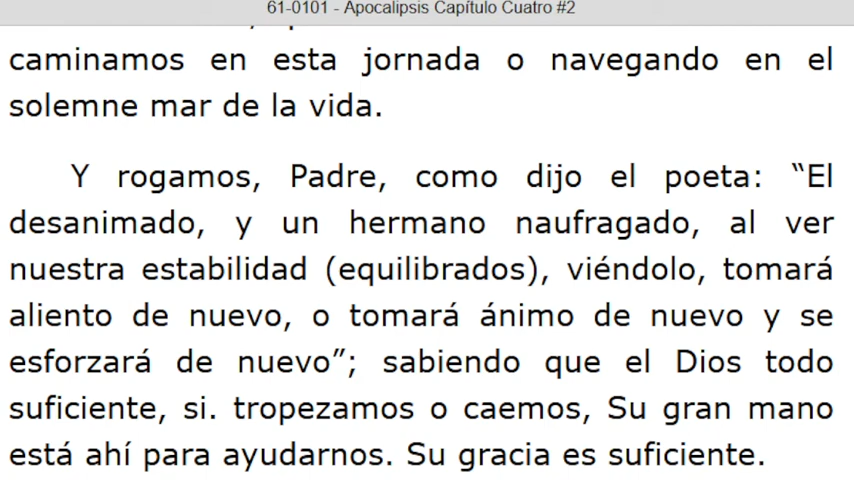 61-0101 - Apocalipsis Capítulo Cuatro #2
caminamos en esta jornada o navegando en el
solemne mar de la vida.
Y rogamos, Padre, como dijo el poeta: “El
desanimado, y un hermano naufragado, al ver
nuestra estabilidad (equilibrados), viéndolo, tomará
aliento de nuevo, o tomará ánimo de nuevo y se
esforzará de nuevo”; sabiendo que el Dios todo
suficiente, si. tropezamos o caemos, Su gran mano
está ahí para ayudarnos. Su gracia es suficiente.